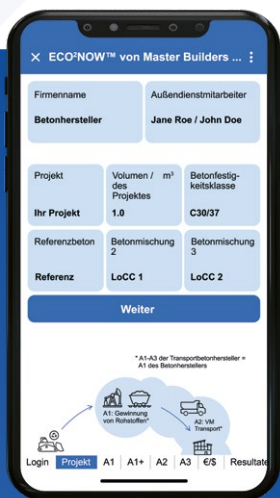 × ECO²NOW™ von Master Builders ...
Firmenname
Außendienstmitarbeiter
Betonhersteller
Jane Roe / John Doe
Projekt
Volumen / m³
des
Projektes
Betonfestig-
keitsklasse
Ihr Projekt
1.0
C30/37
Referenzbeton
Betonmischung
2
Betonmischung
3
Referenz
LoCC 1
LoCC 2
Weiter
* A1-A3 der Transportbetonhersteller =
A1 des Betonherstellers
A1: Gewinnung
von Rohstoffen*
A2: VM
Transport*
Login Projekt A1 A1+ A2 A3 €/$ Resultate